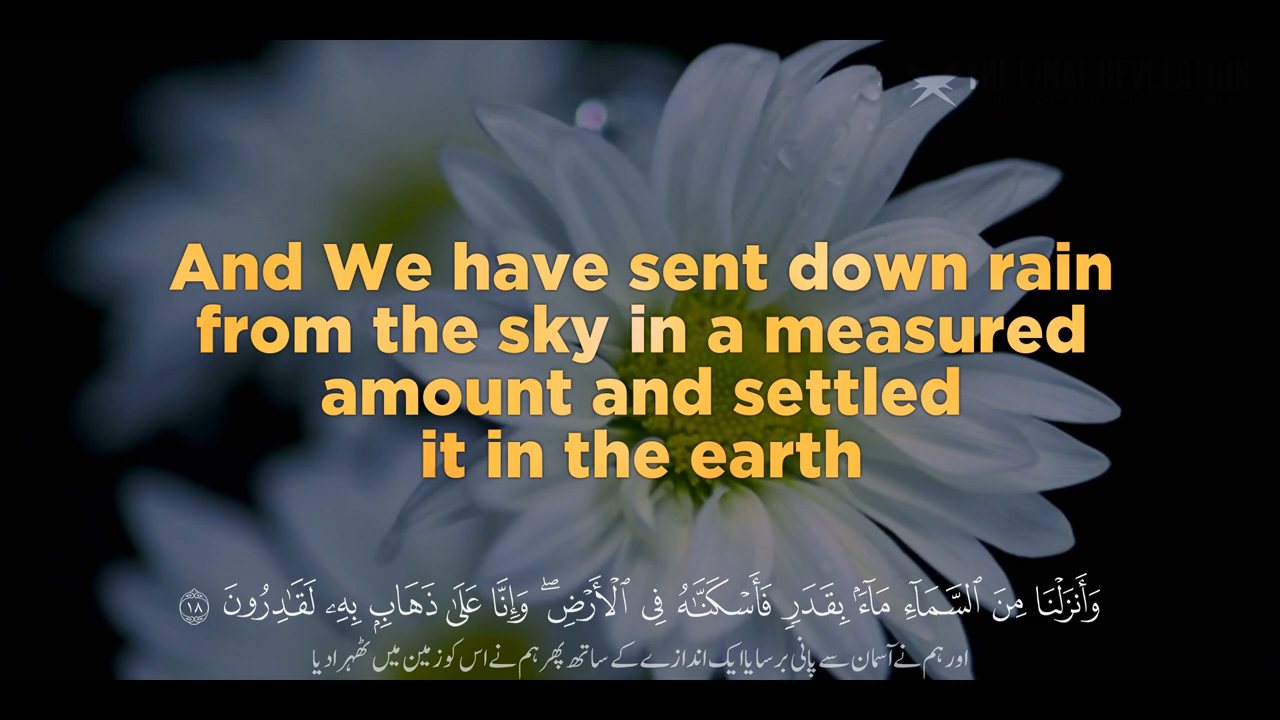 And We have sent down rain
from the sky in a measured
amount and settled
it in the earth
وَأَنزَلْنَا مِنَ ٱلسَّمَآءِ مَآءًۢ بِقَدَرٍ فَأَسْكَنَّـٰهُ فِى ٱلْأَرْضِ ۖ وَإِنَّا عَلَىٰ ذَهَابٍۭ بِهِۦ لَقَـٰدِرُونَ ١٨
اور ہم نے آسمان سے پانی برسایا ایک اندازے کے ساتھ پھر ہم نے اس کو زمین میں ٹھہرا دیا